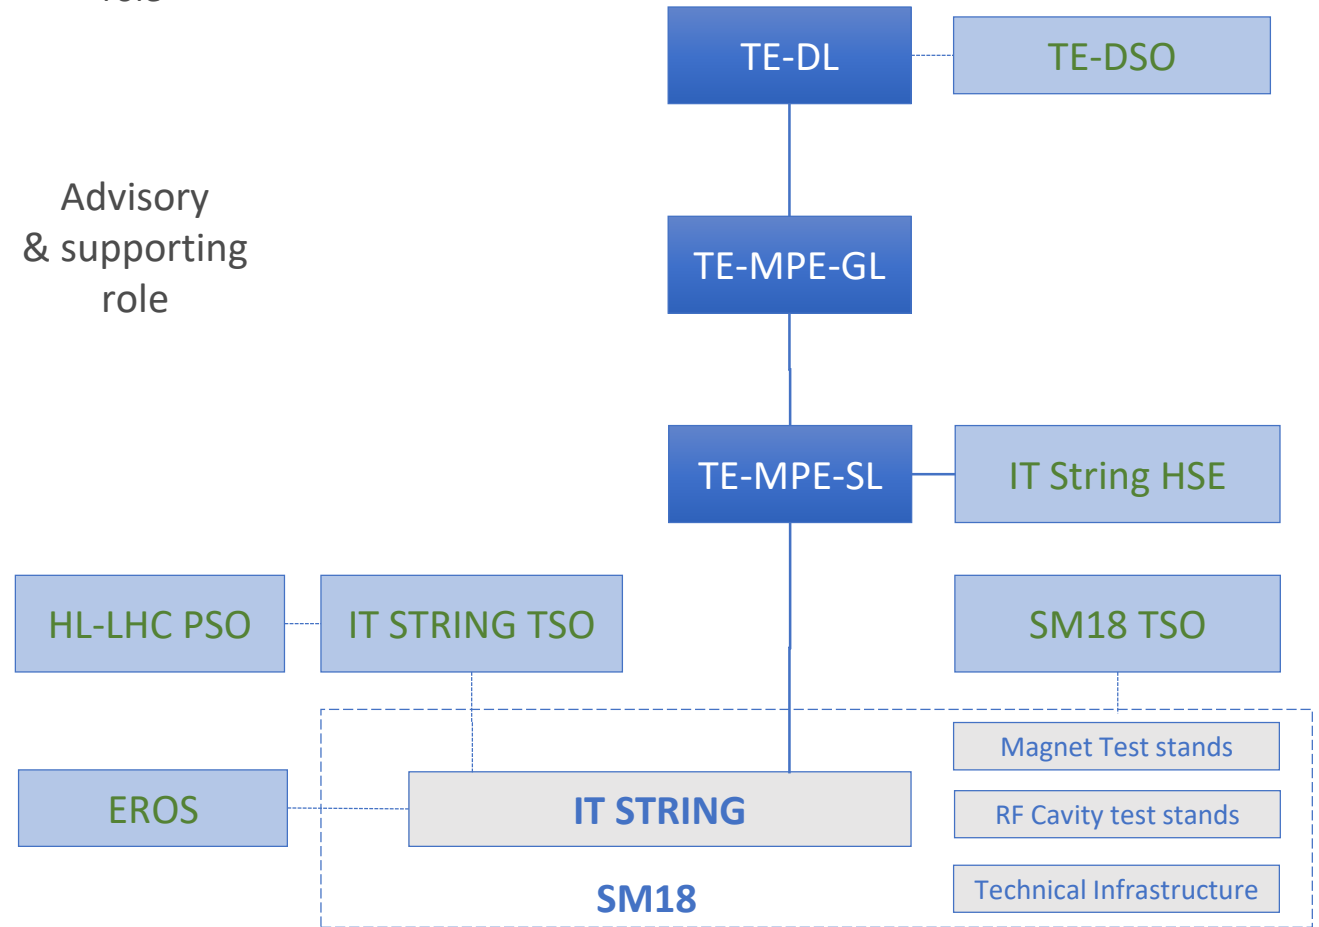 TE-DL
TE-DSO
Advisory
& supporting
role
TE-MPE-GL
TE-MPE-SL
IT String HSE
HL-LHC PSO
IT STRING TSO
SM18 TSO
Magnet Test stands
EROS
IT STRING
RF Cavity test stands
Technical Infrastructure
SM18